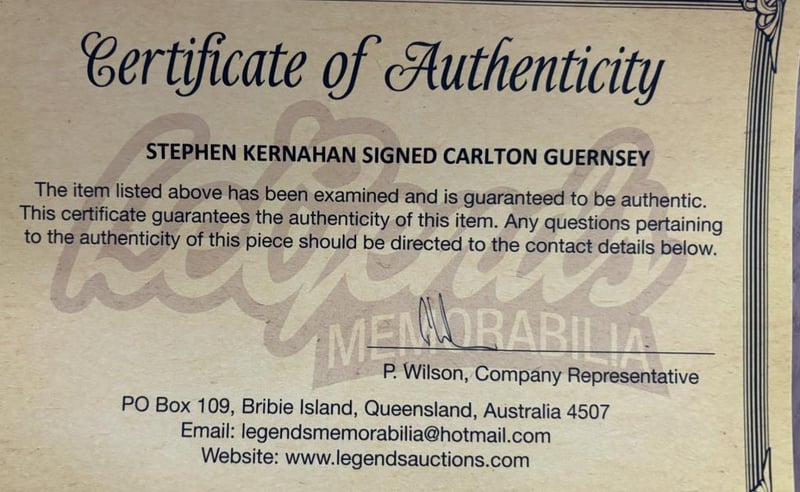 Certificate of Authenticity
STEPHEN KERNAHAN SIGNED CARLTON GUERNSEY
The item listed above has been examined and is guaranteed to be authentic.
This certificate guarantees the authenticity of this item. Any questions pertaining
to the authenticity of this piece should be directed to the contact details below.
Legends
MEMORABILIA
P. Wilson, Company Representative
PO Box 109, Bribie Island, Queensland, Australia 4507
Email: legendsmemorabilia@hotmail.com
Website: www.legendsauctions.com